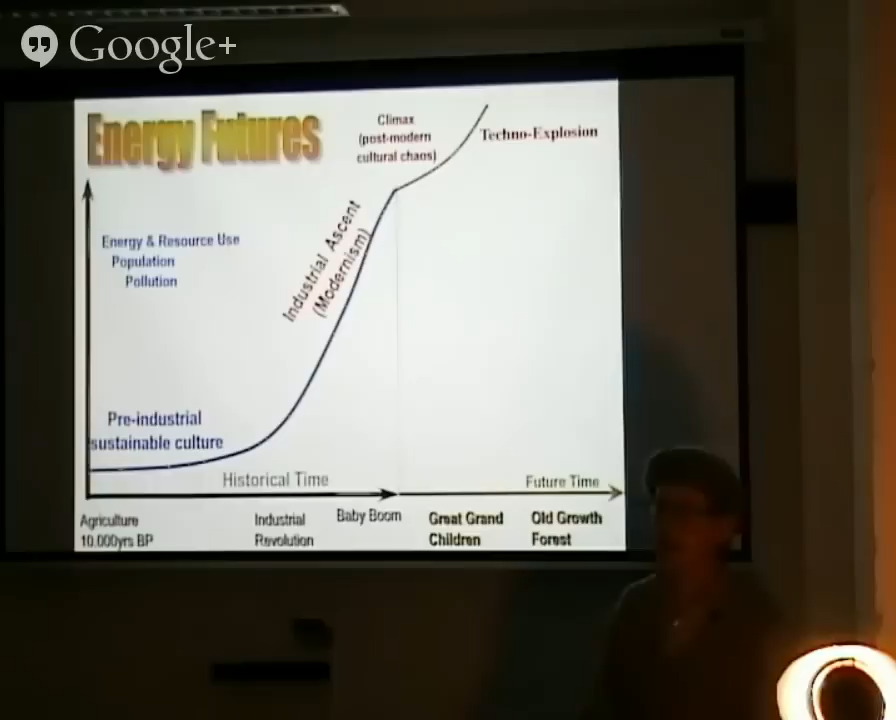 Google+
Energy Futures
Climax
(post-modern
cultural chaos)
Techno-Explosion
Industrial Ascent
(Modernism)
Energy & Resource Use
Population
Pollution
Pre-industrial
sustainable culture
Historical Time
Future Time
Agriculture
10.000yrs BP
Industrial
Revolution
Baby Boom
Great Grand
Children
Old Growth
Forest